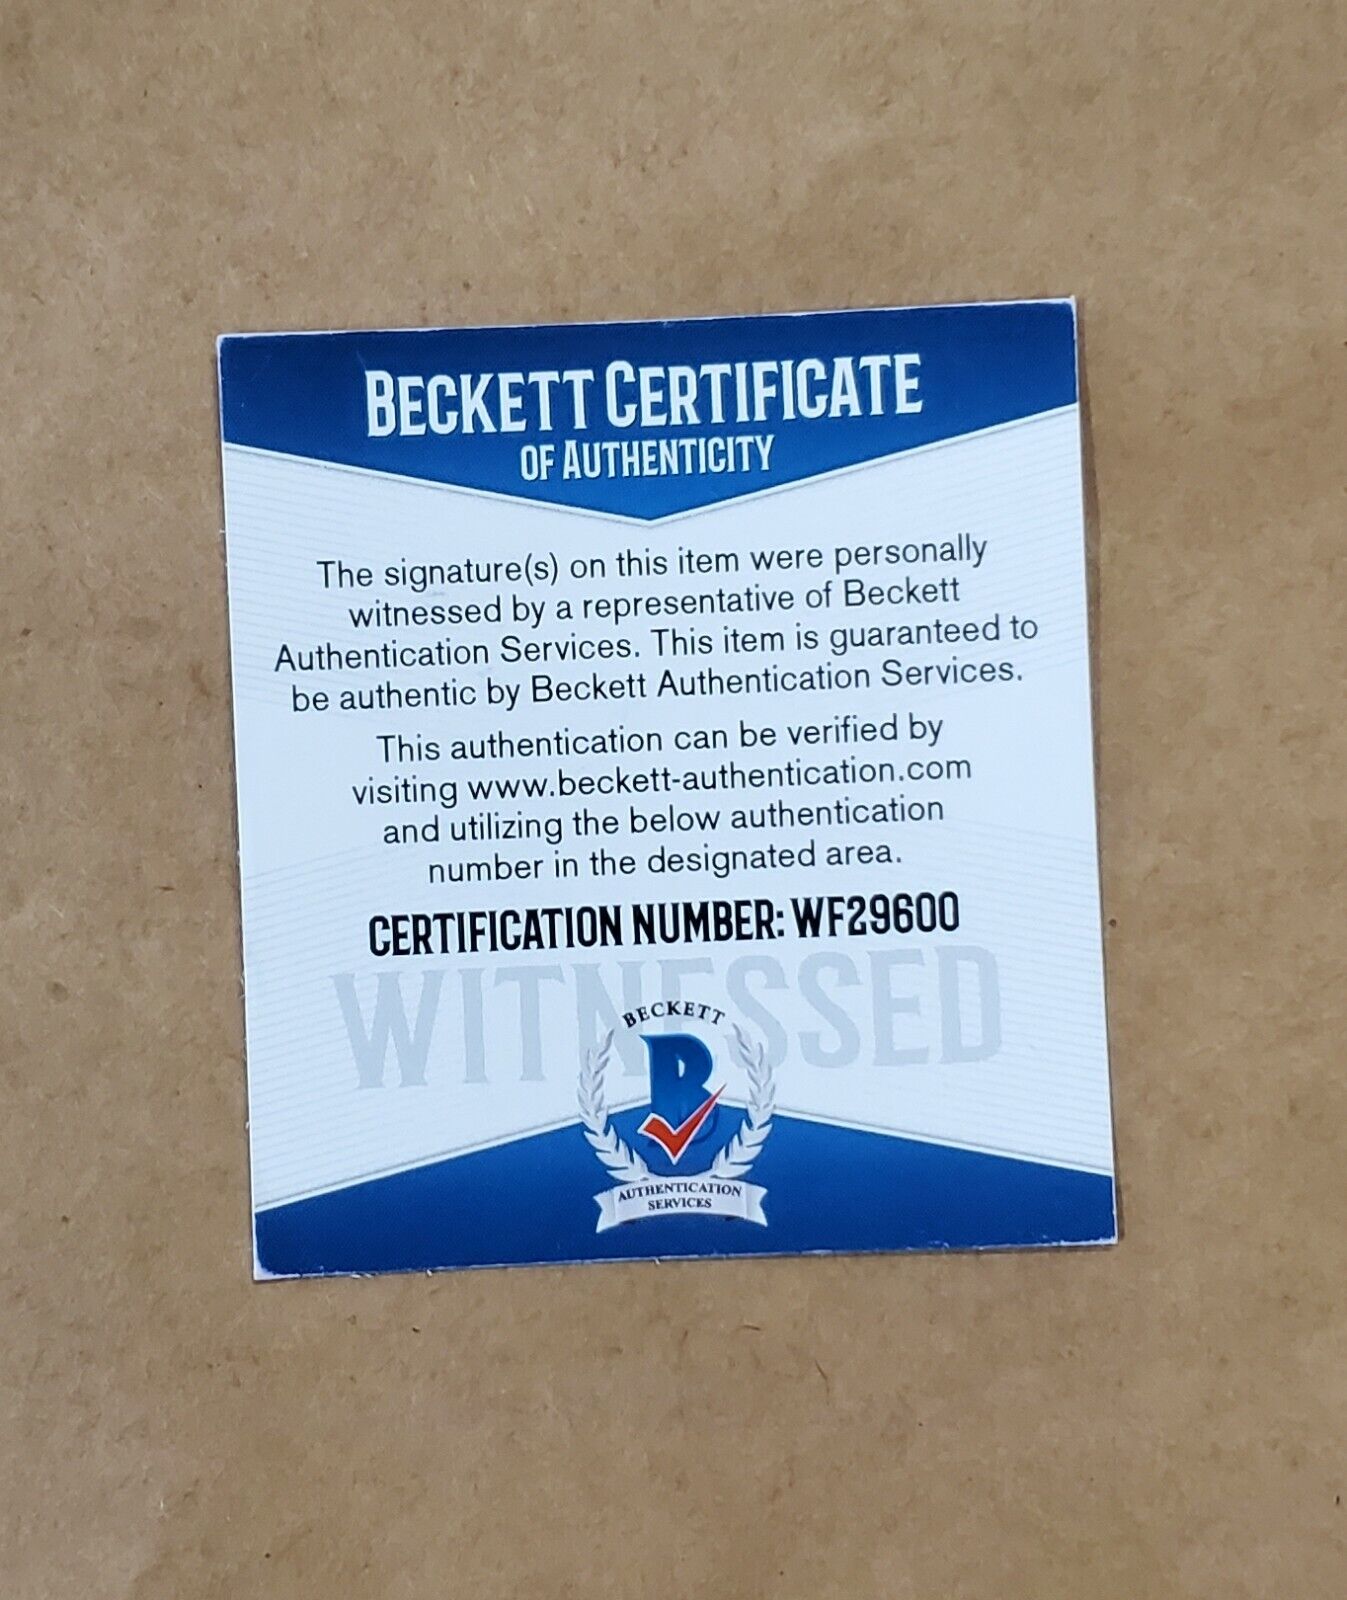 BECKETT CERTIFICATE
OF AUTHENTICITY
The signature(s) on this item were personally
witnessed by a representative of Beckett
Authentication Services. This item is guaranteed to
be authentic by Beckett Authentication Services.
This authentication can be verified by
visiting www.beckett-authentication.com
and utilizing the below authentication
number in the designated area.
CERTIFICATION NUMBER: WF29600
WITNESSED
BECKETT
B
AUTHENTICATION
SERVICES